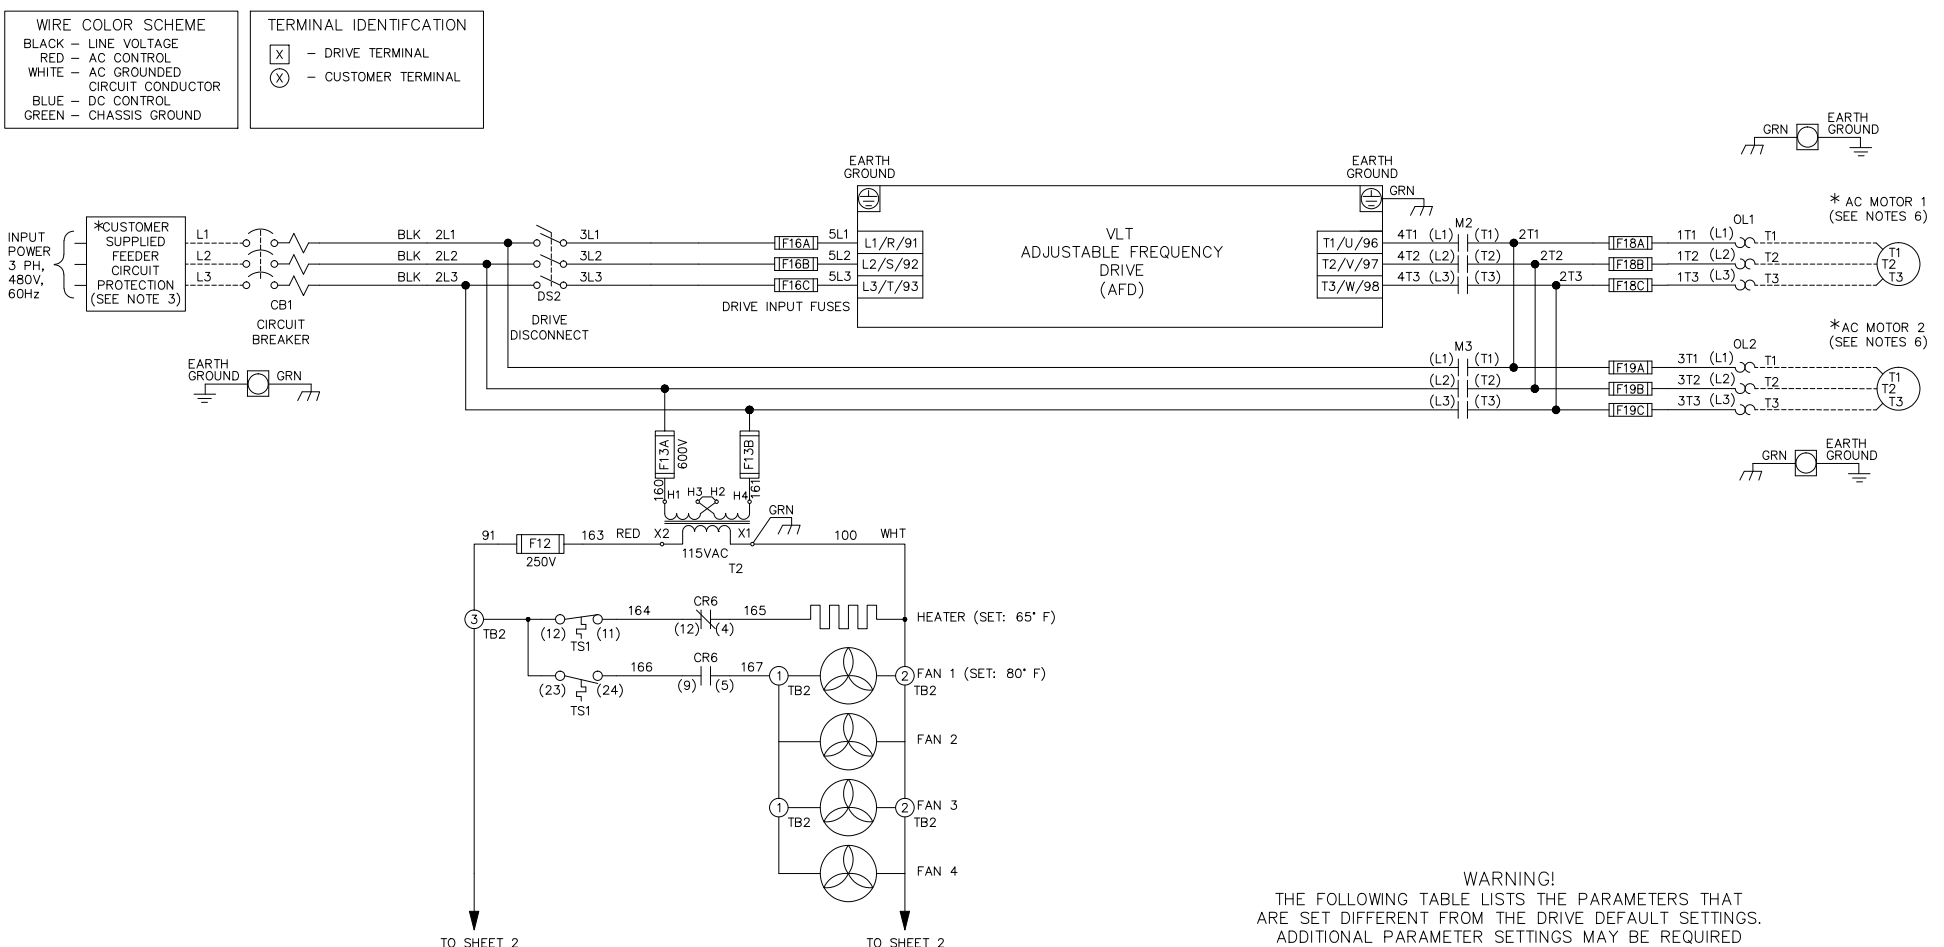 WIRE COLOR SCHEME
BLACK – LINE VOLTAGE
RED – AC CONTROL
WHITE – AC GROUNDED
CIRCUIT CONDUCTOR
BLUE – DC CONTROL
GREEN – CHASSIS GROUND
TERMINAL IDENTIFCATION
X – DRIVE TERMINAL
X – CUSTOMER TERMINAL
INPUT
POWER
3 PH,
480V,
60Hz
*CUSTOMER
SUPPLIED
FEEDER
CIRCUIT
PROTECTION
(SEE NOTE 3)
L1
L2
L3
CB1
CIRCUIT
BREAKER
EARTH
GROUND
GRN
BLK 2L1
BLK 2L2
BLK 2L3
DS2
DRIVE
DISCONNECT
3L1
3L2
3L3
F16A
F16B
F16C
DRIVE INPUT FUSES
5L1
5L2
5L3
EARTH
GROUND
L1/R/91
L2/S/92
L3/T/93
VLT
ADJUSTABLE FREQUENCY
DRIVE
(AFD)
EARTH
GROUND
GRN
T1/U/96
T2/V/97
T3/W/98
4T1 (L1)
4T2 (L2)
4T3 (L3)
M2
(T1)
(T2)
(T3)
2T1
2T2
2T3
F18A
F18B
F18C
1T1 (L1)
1T2 (L2)
1T3 (L3)
OL1
T1
T2
T3
GRN
EARTH
GROUND
* AC MOTOR 1
(SEE NOTES 6)
T1
T2
T3
M3
(L1) (T1)
(L2) (T2)
(L3) (T3)
F19A
F19B
F19C
3T1 (L1)
3T2 (L2)
3T3 (L3)
OL2
T1
T2
T3
*AC MOTOR 2
(SEE NOTES 6)
T1
T2
T3
GRN
EARTH
GROUND
F13A
600V
F13B
160
161
H1 H3 H2 H4
GRN
91
F12
250V
163 RED X2
X1
115VAC
T2
100 WHT
3
TB2
(12) (11)
TS1
164
CR6
(12) (4)
165
HEATER (SET: 65° F)
(23) (24)
TS1
166
CR6
(9) (5)
167
1
TB2
2
TB2
FAN 1 (SET: 80° F)
FAN 2
1
TB2
2
TB2
FAN 3
FAN 4
TO SHEET 2
TO SHEET 2
WARNING!
THE FOLLOWING TABLE LISTS THE PARAMETERS THAT
ARE SET DIFFERENT FROM THE DRIVE DEFAULT SETTINGS.
ADDITIONAL PARAMETER SETTINGS MAY BE REQUIRED